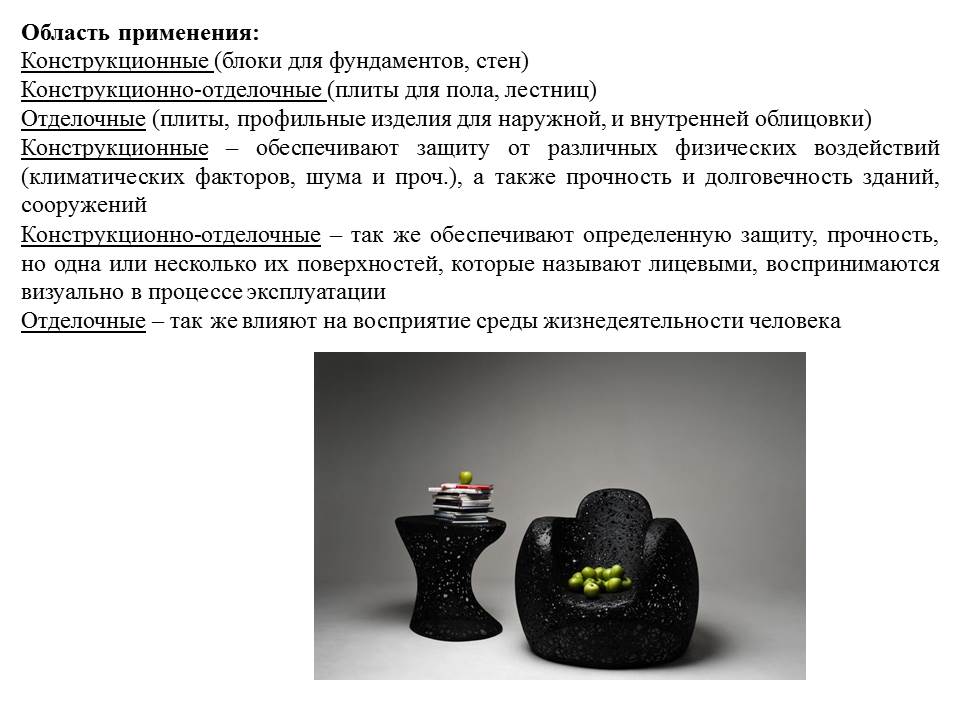 Область применения:
Конструкционные (блоки для фундаментов, стен)
Конструкционно-отделочные (плиты для пола, лестниц)
Отделочные (плиты, профильные изделия для наружной, и внутренней облицовки)
Конструкционные – обеспечивают защиту от различных физических воздействий
(климатических факторов, шума и проч.), а также прочность и долговечность зданий,
сооружений
Конструкционно-отделочные – так же обеспечивают определенную защиту, прочность,
но одна или несколько их поверхностей, которые называют лицевыми, воспринимаются
визуально в процессе эксплуатации
Отделочные – так же влияют на восприятие среды жизнедеятельности человека